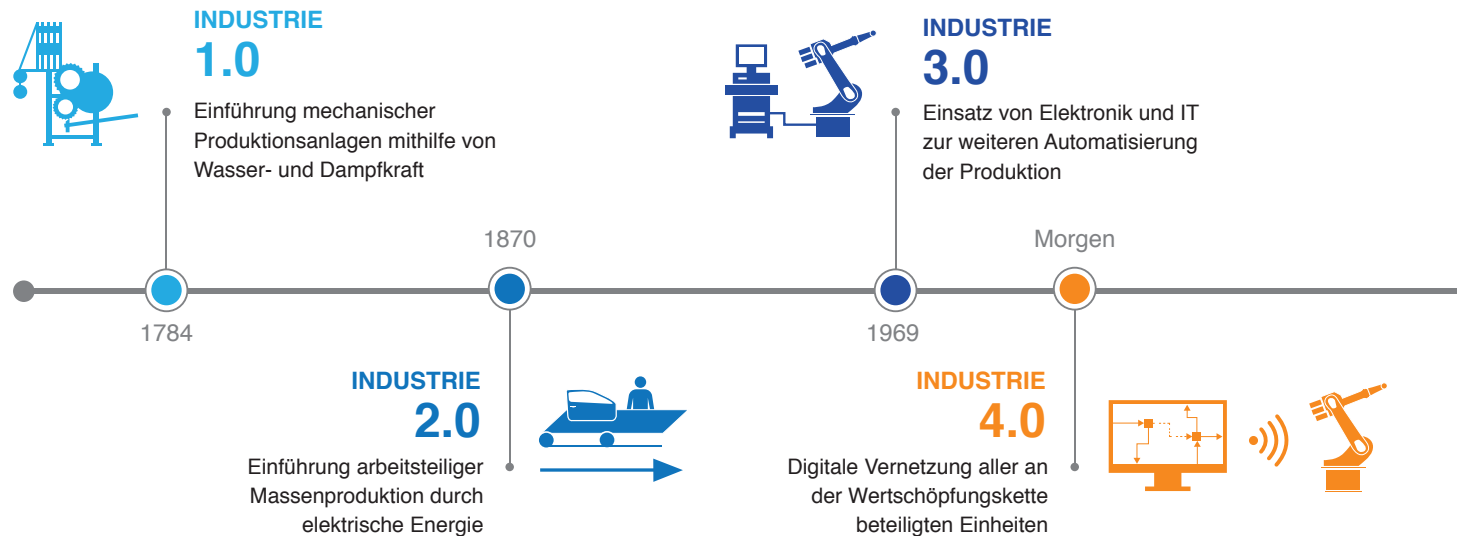 INDUSTRIE
1.0
Einführung mechanischer
Produktionsanlagen mithilfe von
Wasser- und Dampfkraft
1784
1870
INDUSTRIE
2.0
Einführung arbeitsteiliger
Massenproduktion durch
elektrische Energie
INDUSTRIE
3.0
Einsatz von Elektronik und IT
zur weiteren Automatisierung
der Produktion
1969
Morgen
INDUSTRIE
4.0
Digitale Vernetzung aller an
der Wertschöpfungskette
beteiligten Einheiten